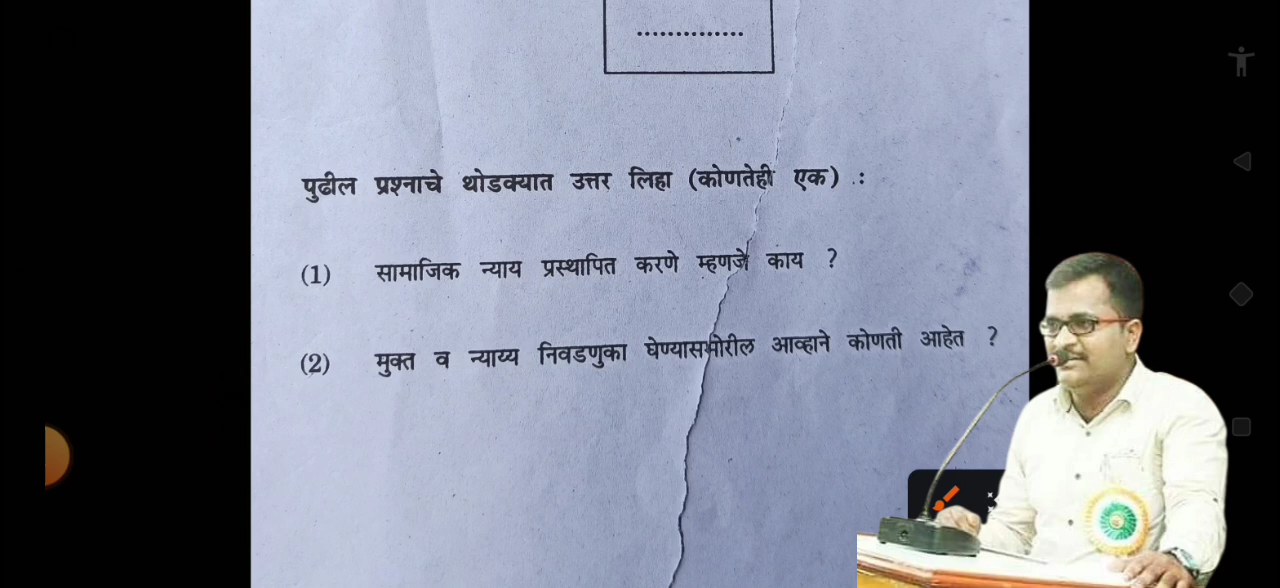 ..............
पुढील प्रश्नाचे थोडक्यात उत्तर लिहा (कोणतेही एक) :
(1) सामाजिक न्याय प्रस्थापित करणे म्हणजे काय ?
(2) मुक्त व न्याय्य निवडणुका घेण्यासमोरील आव्हाने कोणती आहेत ?